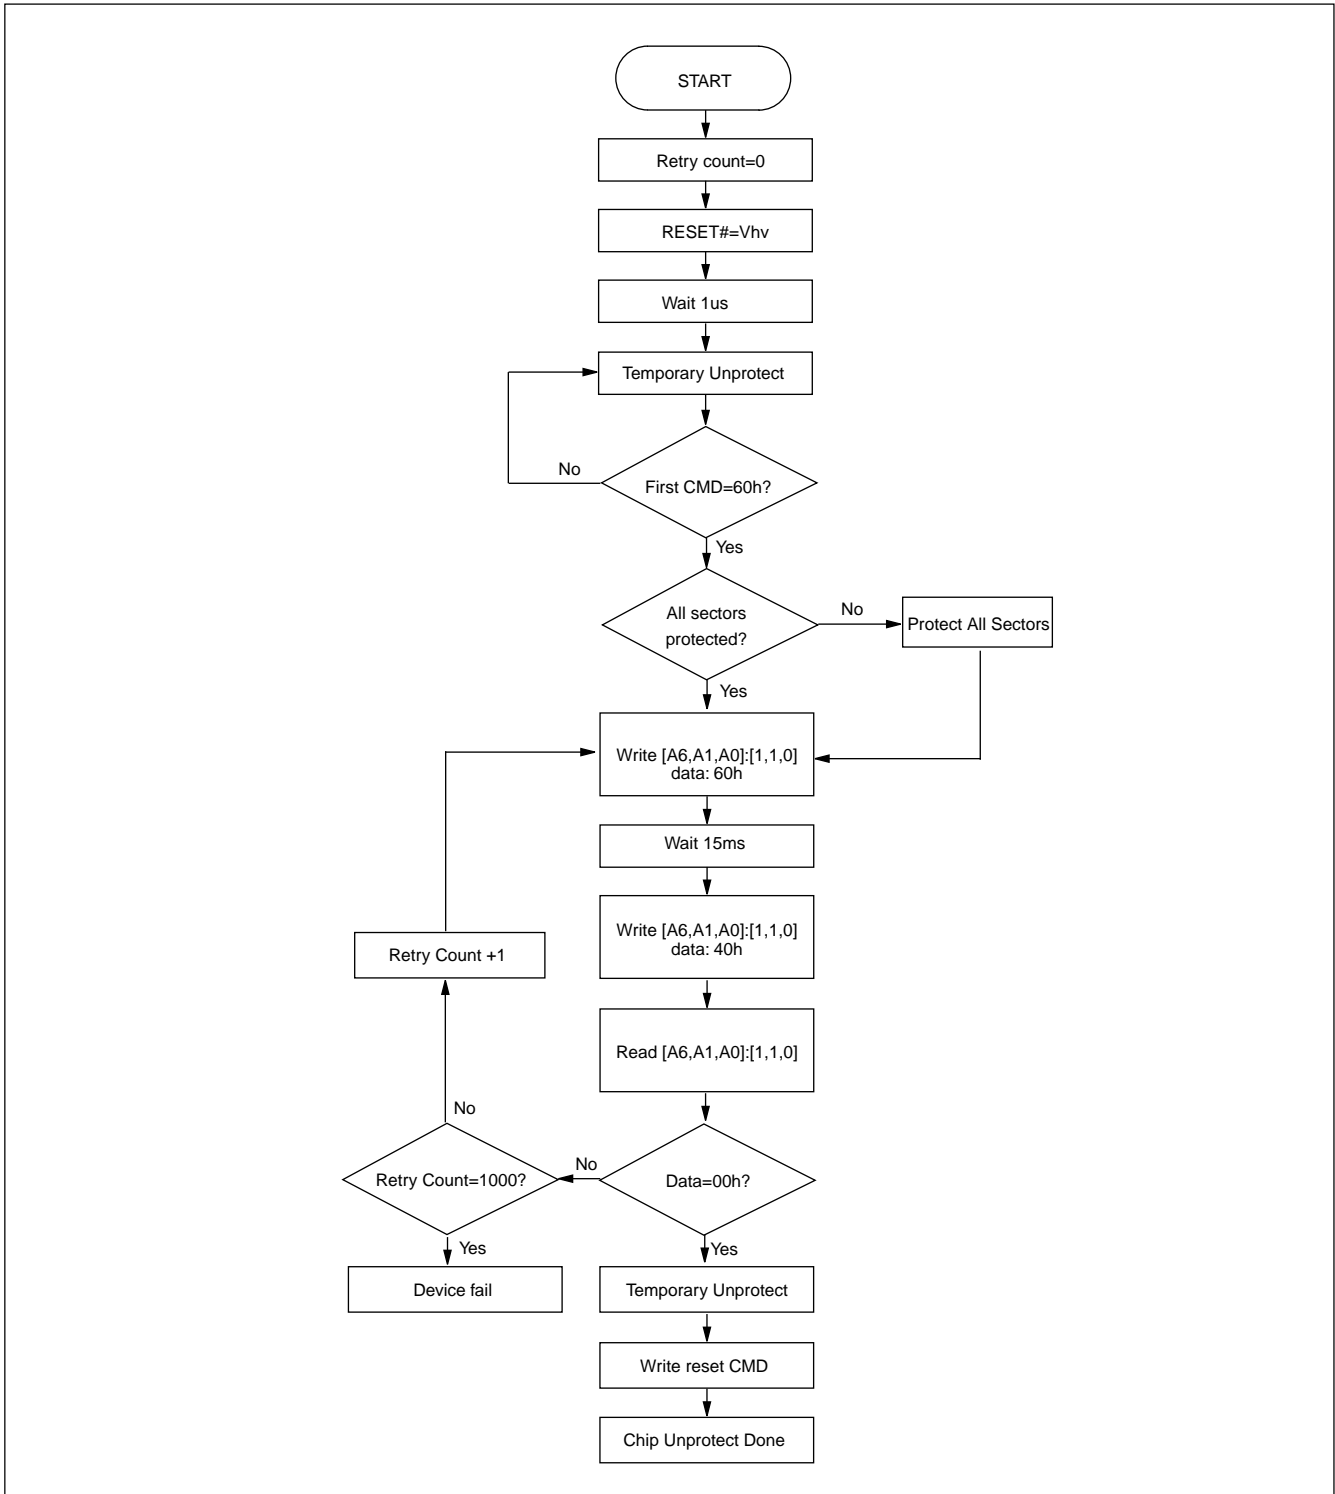 START
Retry count=0
RESET#=Vhv
Wait 1us
Temporary Unprotect
No
First CMD=60h?
Yes
All sectors
protected?
No
Protect All Sectors
Yes
Write [A6,A1,A0]:[1,1,0]
data: 60h
Wait 15ms
Write [A6,A1,A0]:[1,1,0]
data: 40h
Retry Count +1
Read [A6,A1,A0]:[1,1,0]
No
Retry Count=1000?
No
Data=00h?
Yes
Yes
Device fail
Temporary Unprotect
Write reset CMD
Chip Unprotect Done